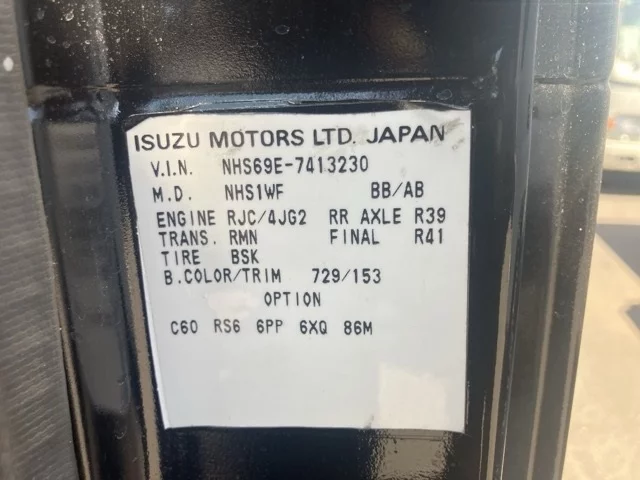 ISUZU MOTORS LTD. JAPAN
V.I.N. NHS69E-7413230
M.D. NHS1WF BB/AB
ENGINE RJC/4JG2 RR AXLE R39
TRANS. RMN FINAL R41
TIRE BSK
B.COLOR/TRIM 729/153
OPTION
C60 RS6 6PP 6XQ 86M